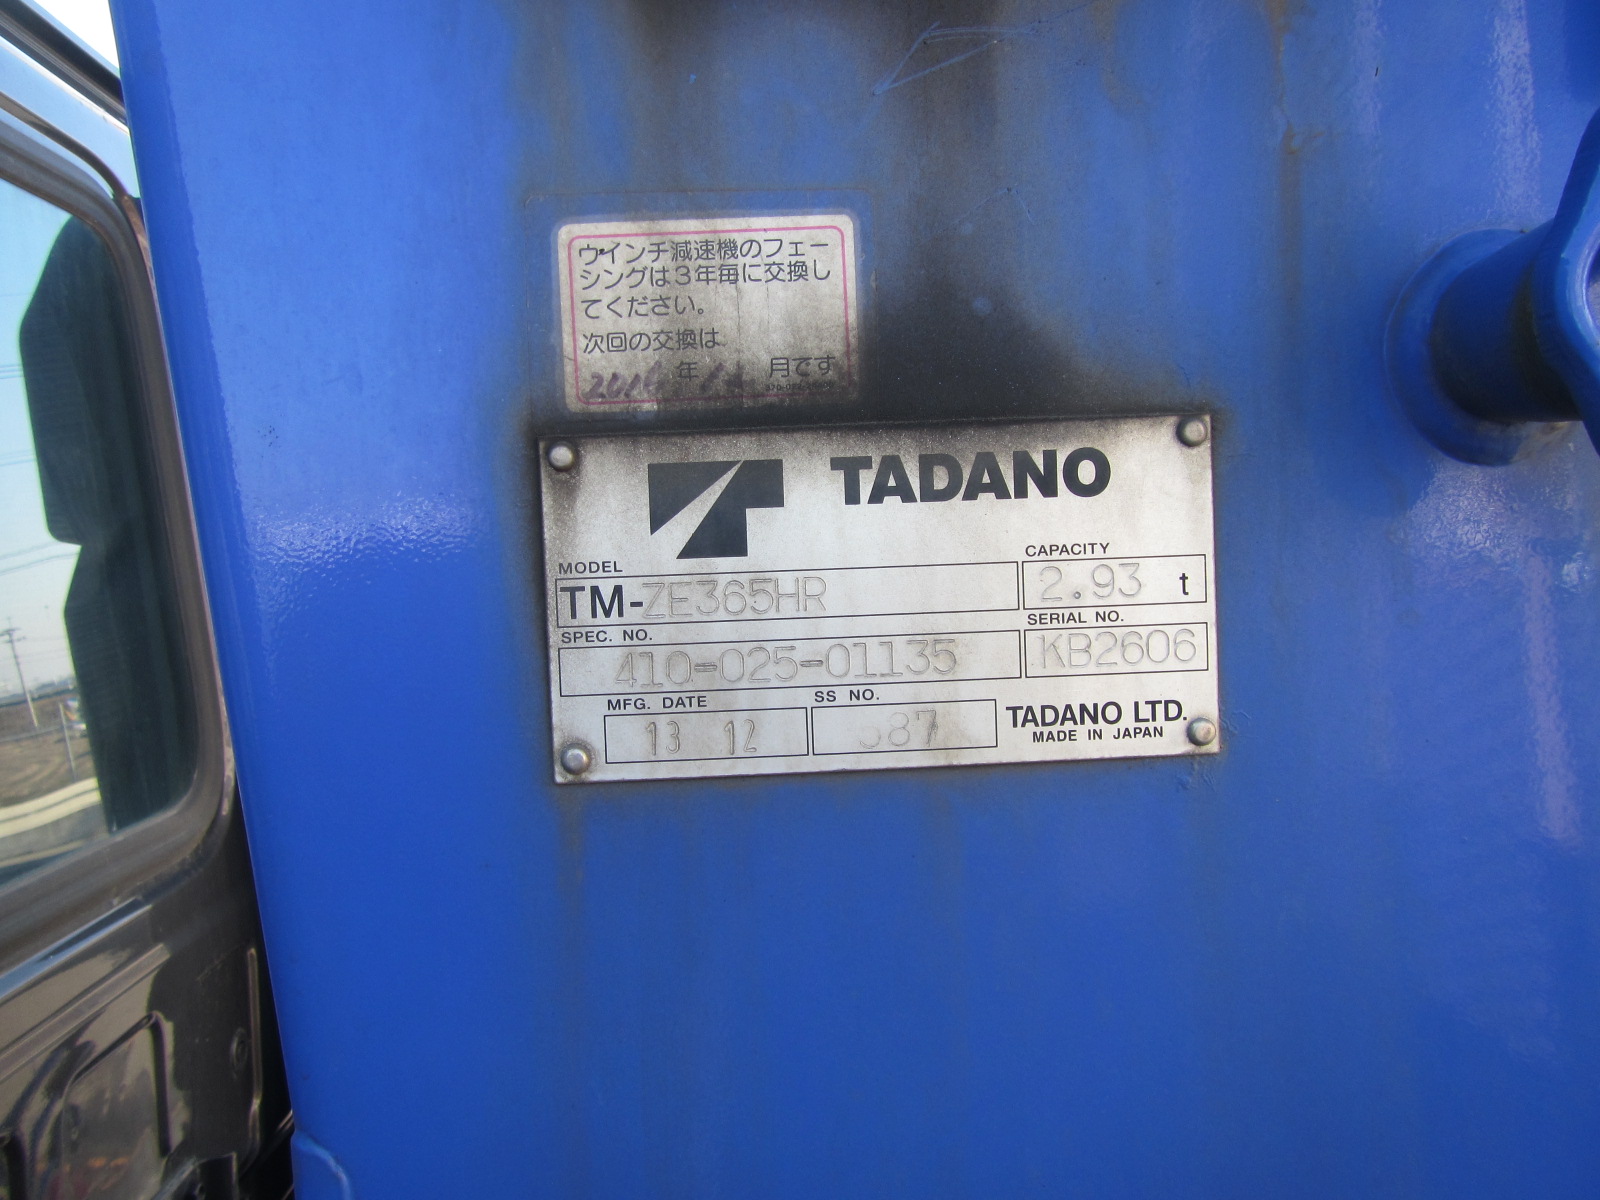 ウインチ減速機のフェー
シングは3年毎に交換し
てください。
次回の交換は
年 月です
TADANO
MODEL
TM-ZE365HR
CAPACITY
2.93 t
SPEC. NO.
410-025-01135
SERIAL NO.
KB2606
MFG. DATE
13 12
SS NO.
87
TADANO LTD.
MADE IN JAPAN